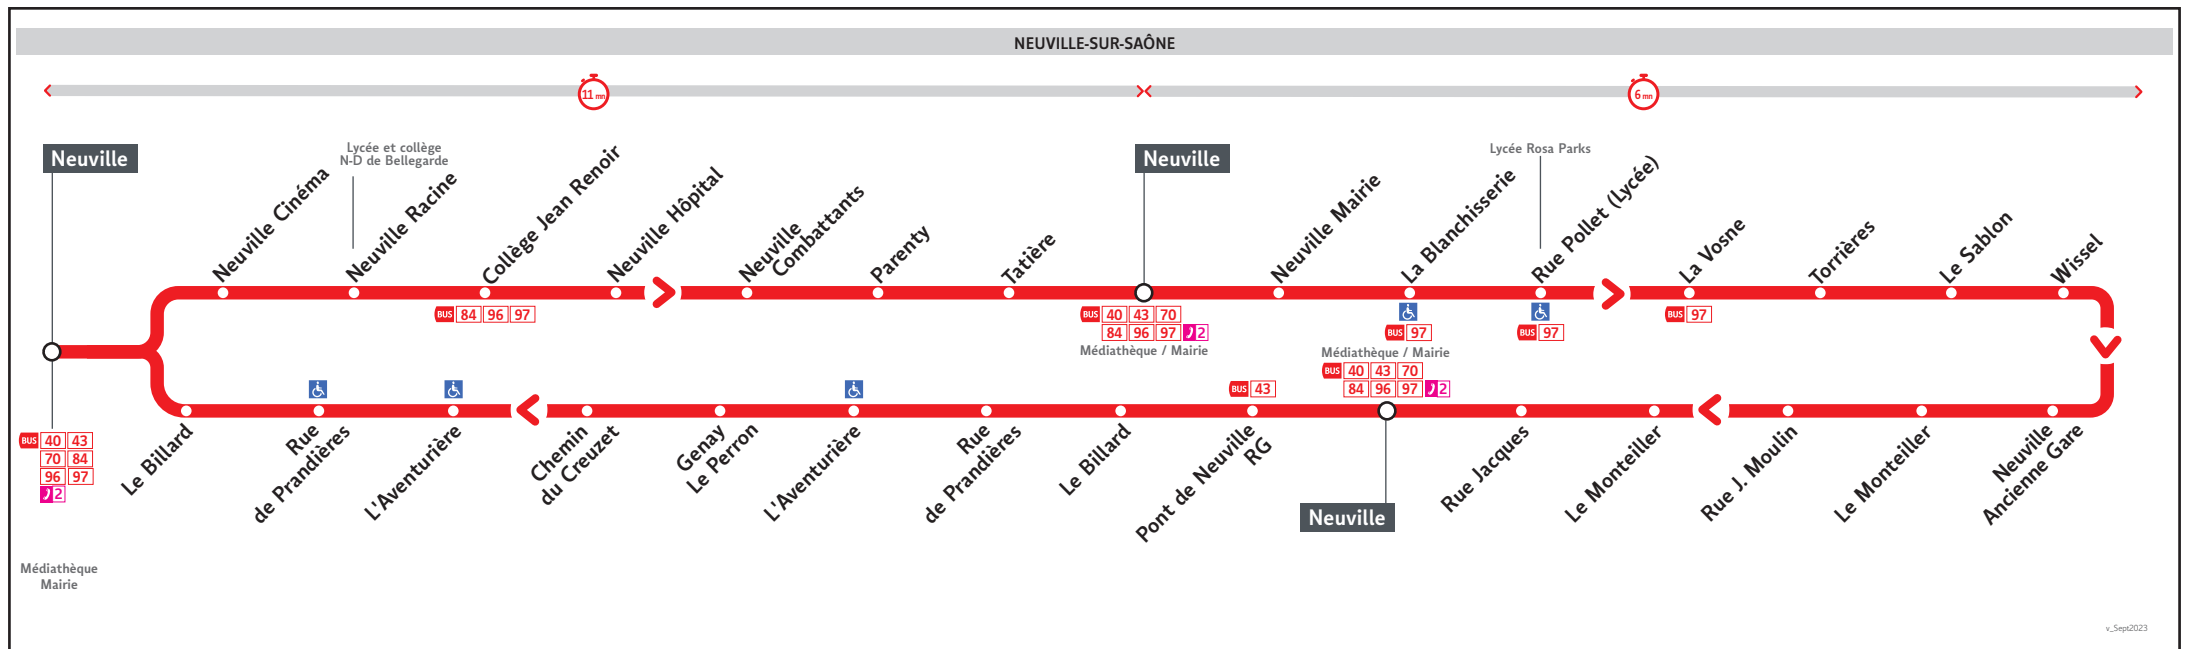 NEUVILLE-SUR-SAÔNE
11 mn
6 mn
Neuville
Neuville Cinéma
Lycée et collège
N-D de Bellegarde
Neuville Racine
Collège Jean Renoir
BUS 84 96 97
Neuville Hôpital
Neuville
Combattants
Parenty
Tatière
Neuville
BUS 40 43 70
84 96 97 2
Médiathèque / Mairie
Neuville Mairie
La Blanchisserie
BUS 97
Lycée Rosa Parks
Rue Pollet (Lycée)
BUS 97
La Vosne
BUS 97
Torrières
Le Sablon
Wissel
BUS 40 43
70 84
96 97
2
Médiathèque
Mairie
Le Billard
Rue
de Prandières
L'Aventurière
Chemin
du Creuzet
Genay
Le Perron
L'Aventurière
Rue
de Prandières
Le Billard
BUS 43
Pont de Neuville
RG
Médiathèque / Mairie
BUS 40 43 70
84 96 97 2
Neuville
Rue Jacques
Le Monteiller
Rue J. Moulin
Le Monteiller
Neuville
Ancienne Gare
v_Sept2023